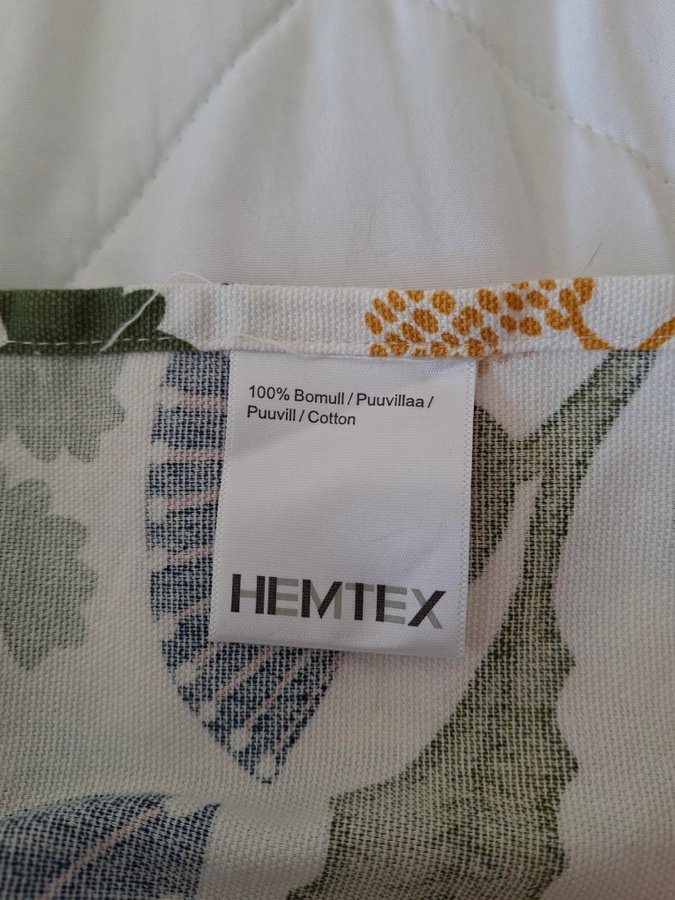 100% Bomull / Puuvillaa /
Puuvill / Cotton
HEMTEX